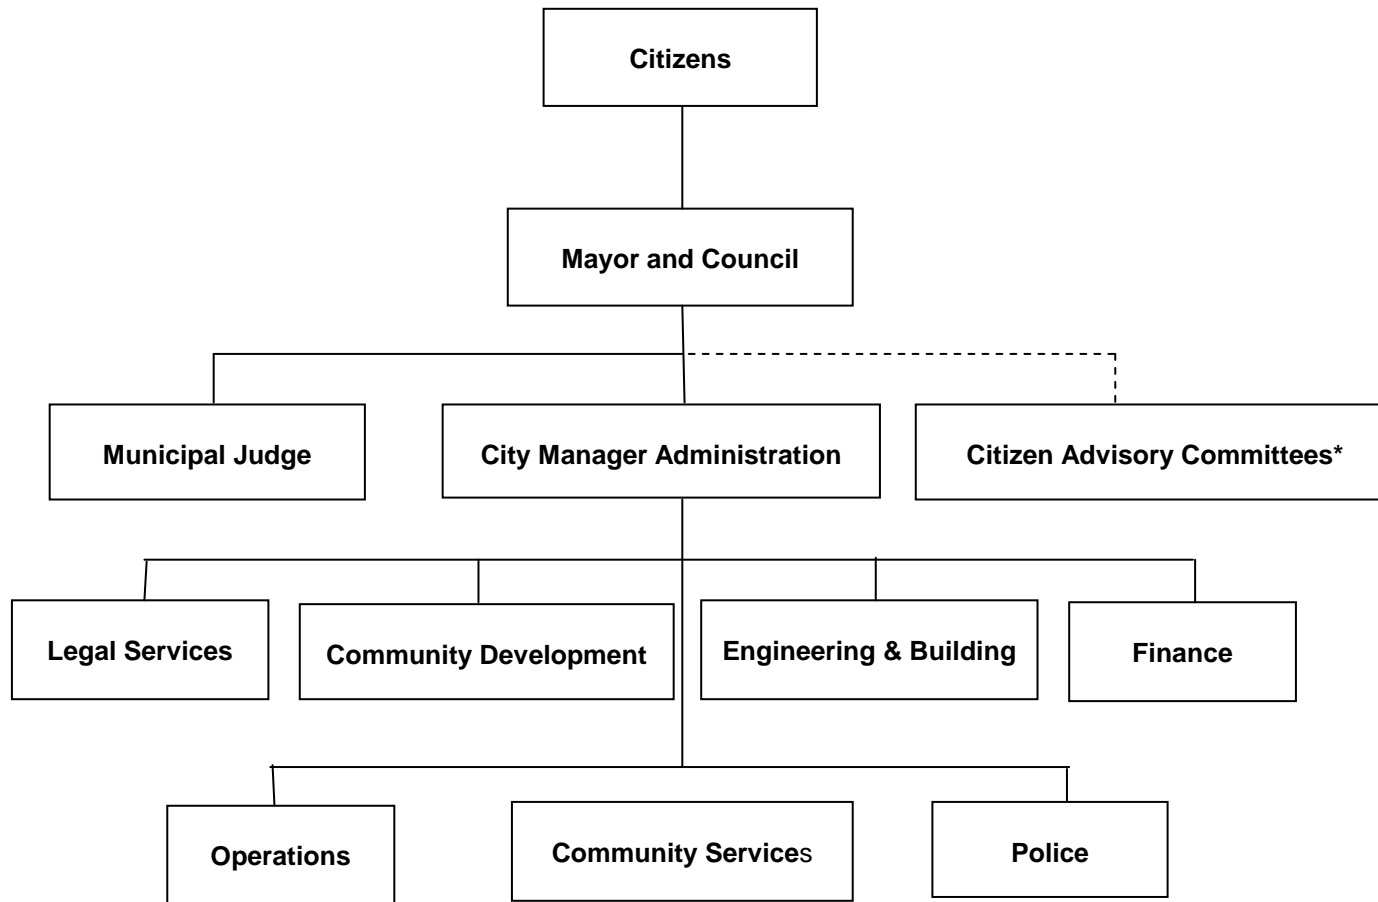 Citizens
Mayor and Council
Municipal Judge
City Manager Administration
Citizen Advisory Committees*
Legal Services
Community Development
Engineering & Building
Finance
Operations
Community Services
Police